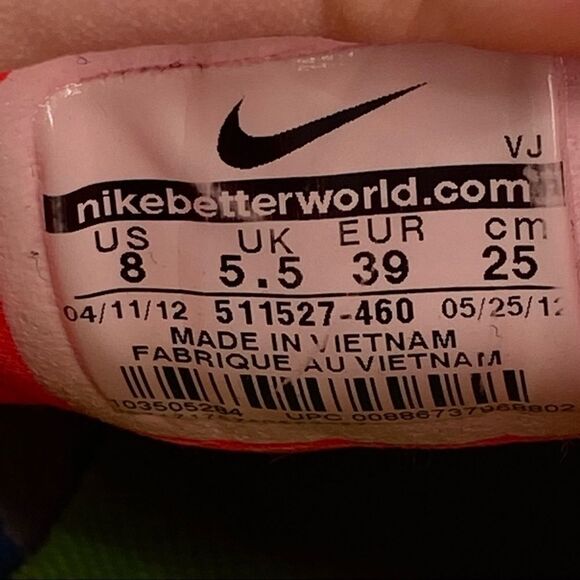 VJ
nikebetterworld.com
US UK EUR cm
8 5.5 39 25
04/11/12 511527-460 05/25/12
MADE IN VIETNAM
FABRIQUE AU VIETNAM
UPC